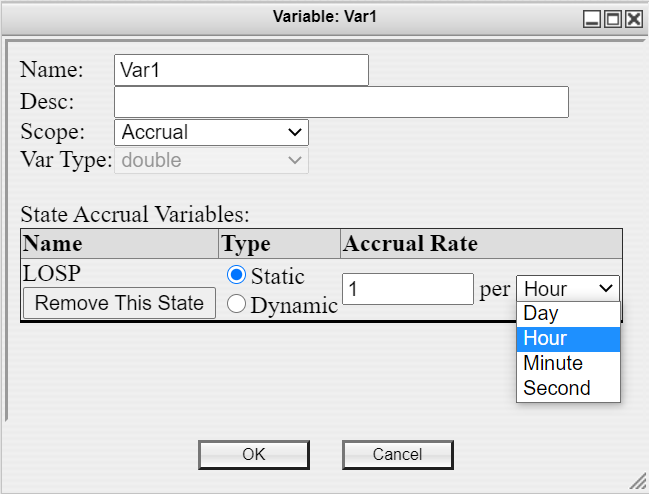 Variable: Var1
Name: Var1
Desc:
Scope: Accrual
Var Type: double
State Accrual Variables:
Name Type Accrual Rate
LOSP Static 1 per Hour
Remove This State Dynamic
Day
Hour
Minute
Second
OK Cancel